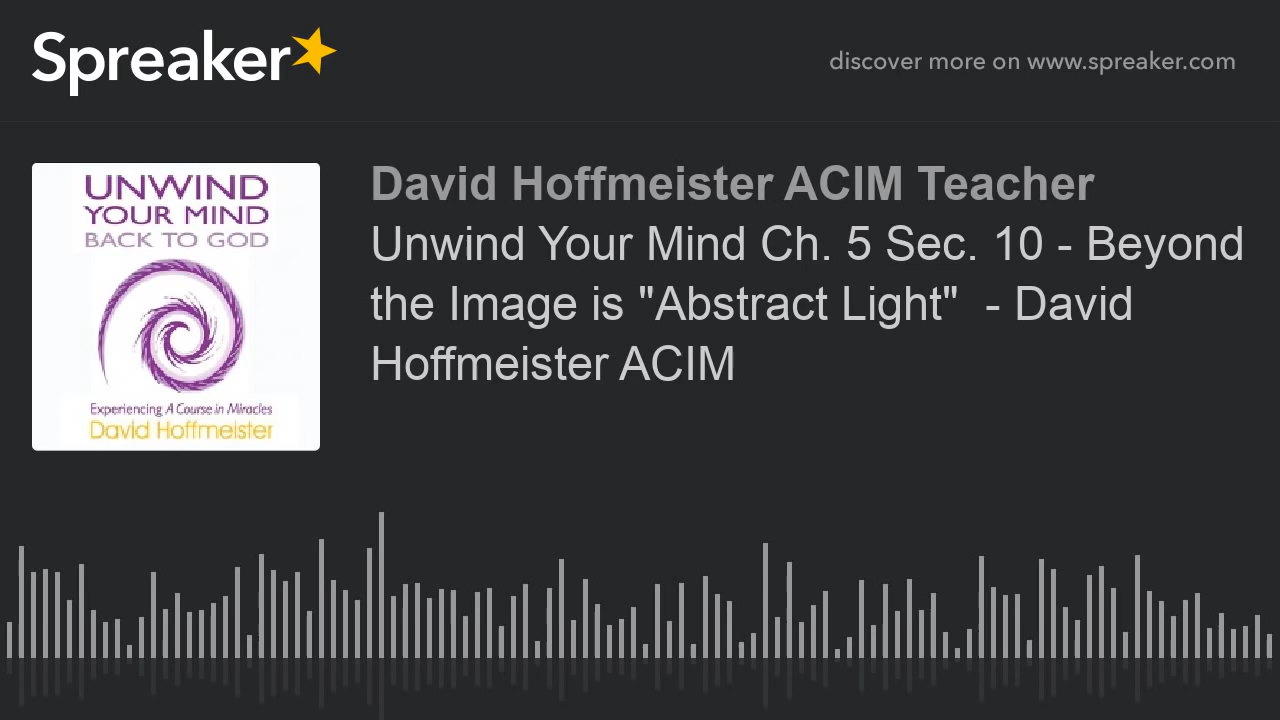 Spreaker
discover more on www.spreaker.com
UNWIND
YOUR MIND
BACK TO GOD
Experiencing A Course in Miracles
David Hoffmeister
David Hoffmeister ACIM Teacher
Unwind Your Mind Ch. 5 Sec. 10 - Beyond
the Image is "Abstract Light"  - David
Hoffmeister ACIM